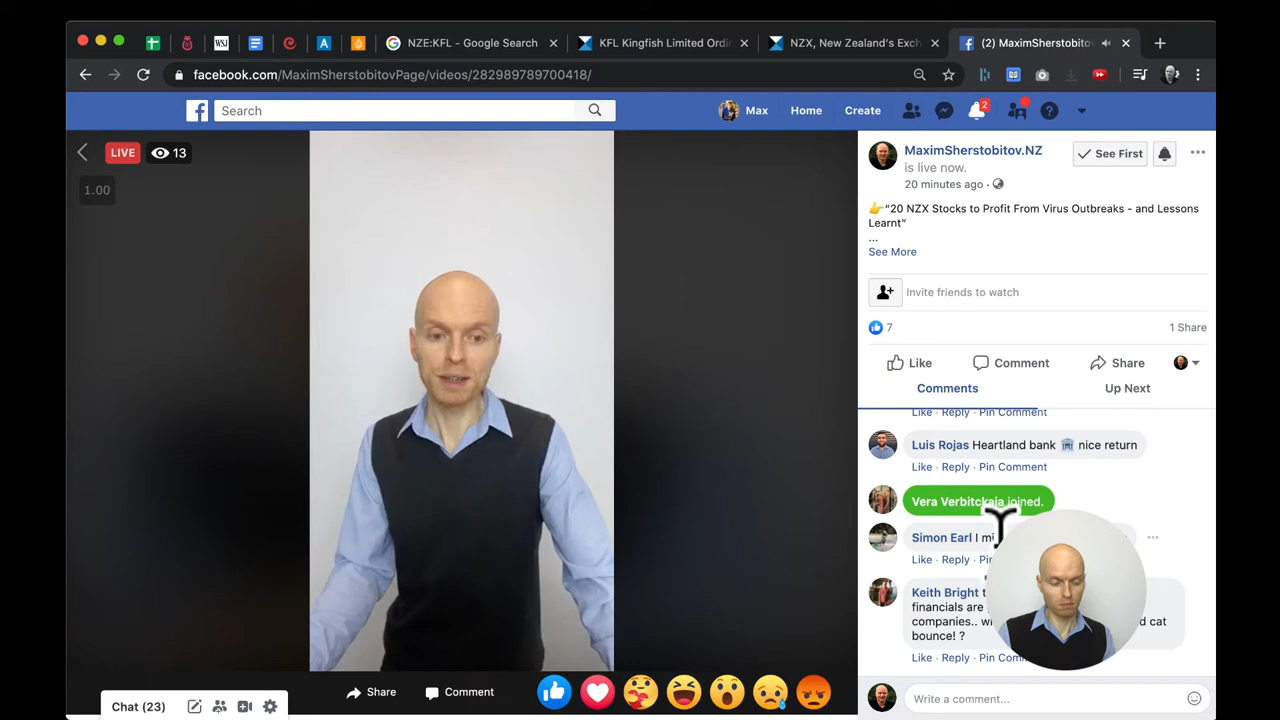 WSJ
NZE:KFL - Google Search
KFL Kingfish Limited Ordi
NZX, New Zealand's Exch
(2) MaximSherstobitov
facebook.com/MaximSherstobitovPage/videos/282989789700418/
Search
Max
Home
Create
2
LIVE
13
1.00
MaximSherstobitov.NZ
is live now.
20 minutes ago
See First
"20 NZX Stocks to Profit From Virus Outbreaks - and Lessons
Learnt"
...
See More
Invite friends to watch
7
1 Share
Like
Comment
Share
Comments
Up Next
Like · Reply · Pin Comment
Luis Rojas Heartland bank nice return
Like · Reply · Pin Comment
Vera Verbitckaia joined.
Simon Earl I
Like · Reply ·
Keith Bright
financials are
companies.. d cat
bounce! ?
Like · Reply · Pin
Write a comment...
Share
Comment
Chat (23)